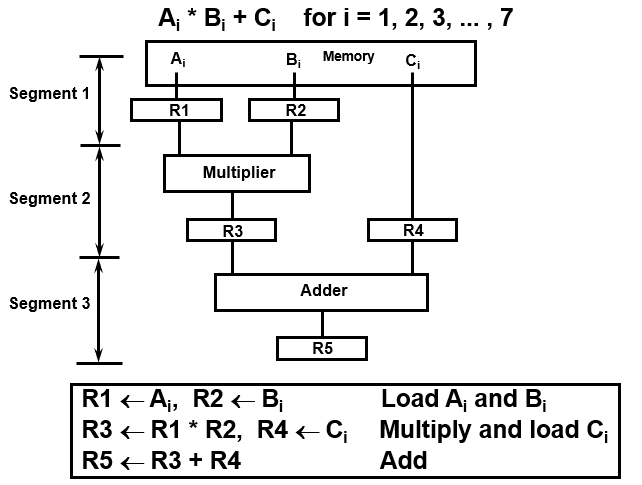 Aᵢ * Bᵢ + Cᵢ for i = 1, 2, 3, ... , 7
Aᵢ Bᵢ Memory Cᵢ
Segment 1
R1 R2
Multiplier
Segment 2
R3 R4
Adder
Segment 3
R5
R1 ← Aᵢ, R2 ← Bᵢ Load Aᵢ and Bᵢ
R3 ← R1 * R2, R4 ← Cᵢ Multiply and load Cᵢ
R5 ← R3 + R4 Add